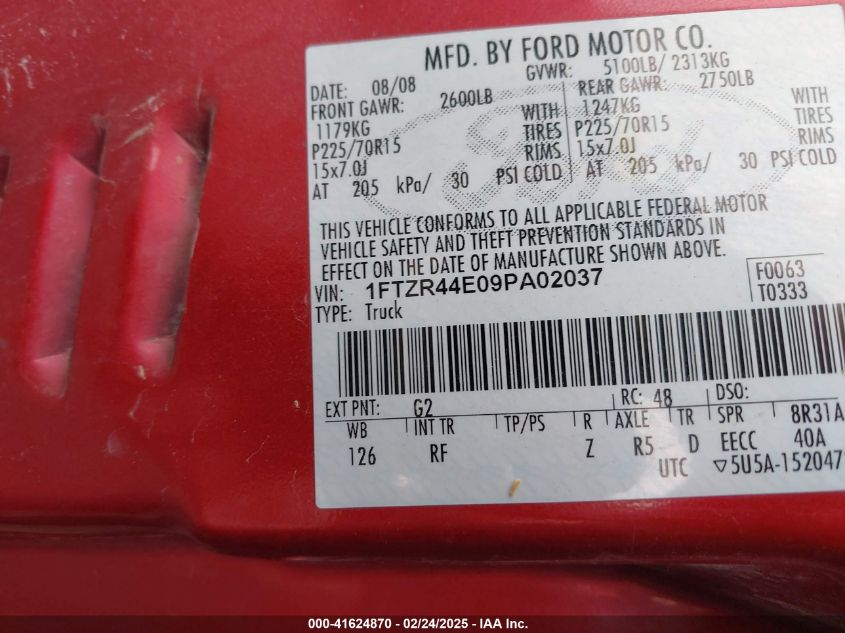 MFD. BY FORD MOTOR CO.
DATE: 08/08 GVWR: 5100LB/ 2313KG
FRONT GAWR: 2600LB REAR GAWR: 2750LB
1179KG WITH 1247KG WITH
P225/70R15 TIRES P225/70R15 TIRES
15x7.0J RIMS 15x7.0J RIMS
AT 205 kPa/ 30 PSI COLD AT 205 kPa/ 30 PSI COLD
THIS VEHICLE CONFORMS TO ALL APPLICABLE FEDERAL MOTOR
VEHICLE SAFETY AND THEFT PREVENTION STANDARDS IN
EFFECT ON THE DATE OF MANUFACTURE SHOWN ABOVE.
VIN: 1FTZR44E09PA02037 F0063
TYPE: Truck T0333
EXT PNT: G2 RC: 48 DSO:
WB INT TR TP/PS R AXLE TR SPR 8R31A
126 RF Z R5 D EECC 40A
UTC ▽5U5A-152047
000-41624870 – 02/24/2025 – IAA Inc.